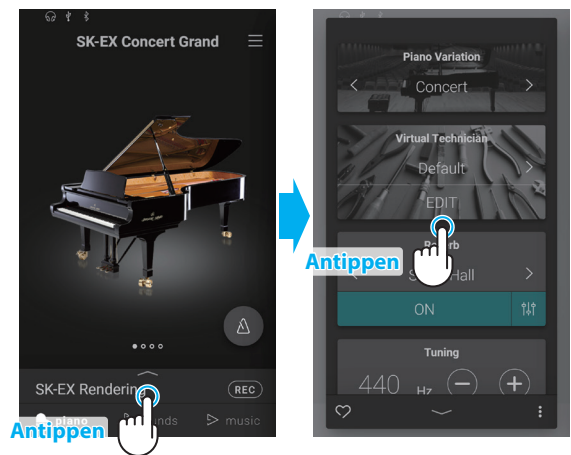 SK-EX Concert Grand
SK-EX Rendering
REC
piano
music
Antippen
Piano Variation
Concert
Virtual Technician
Default
EDIT
Antippen
Hall
ON
Tuning
440 Hz